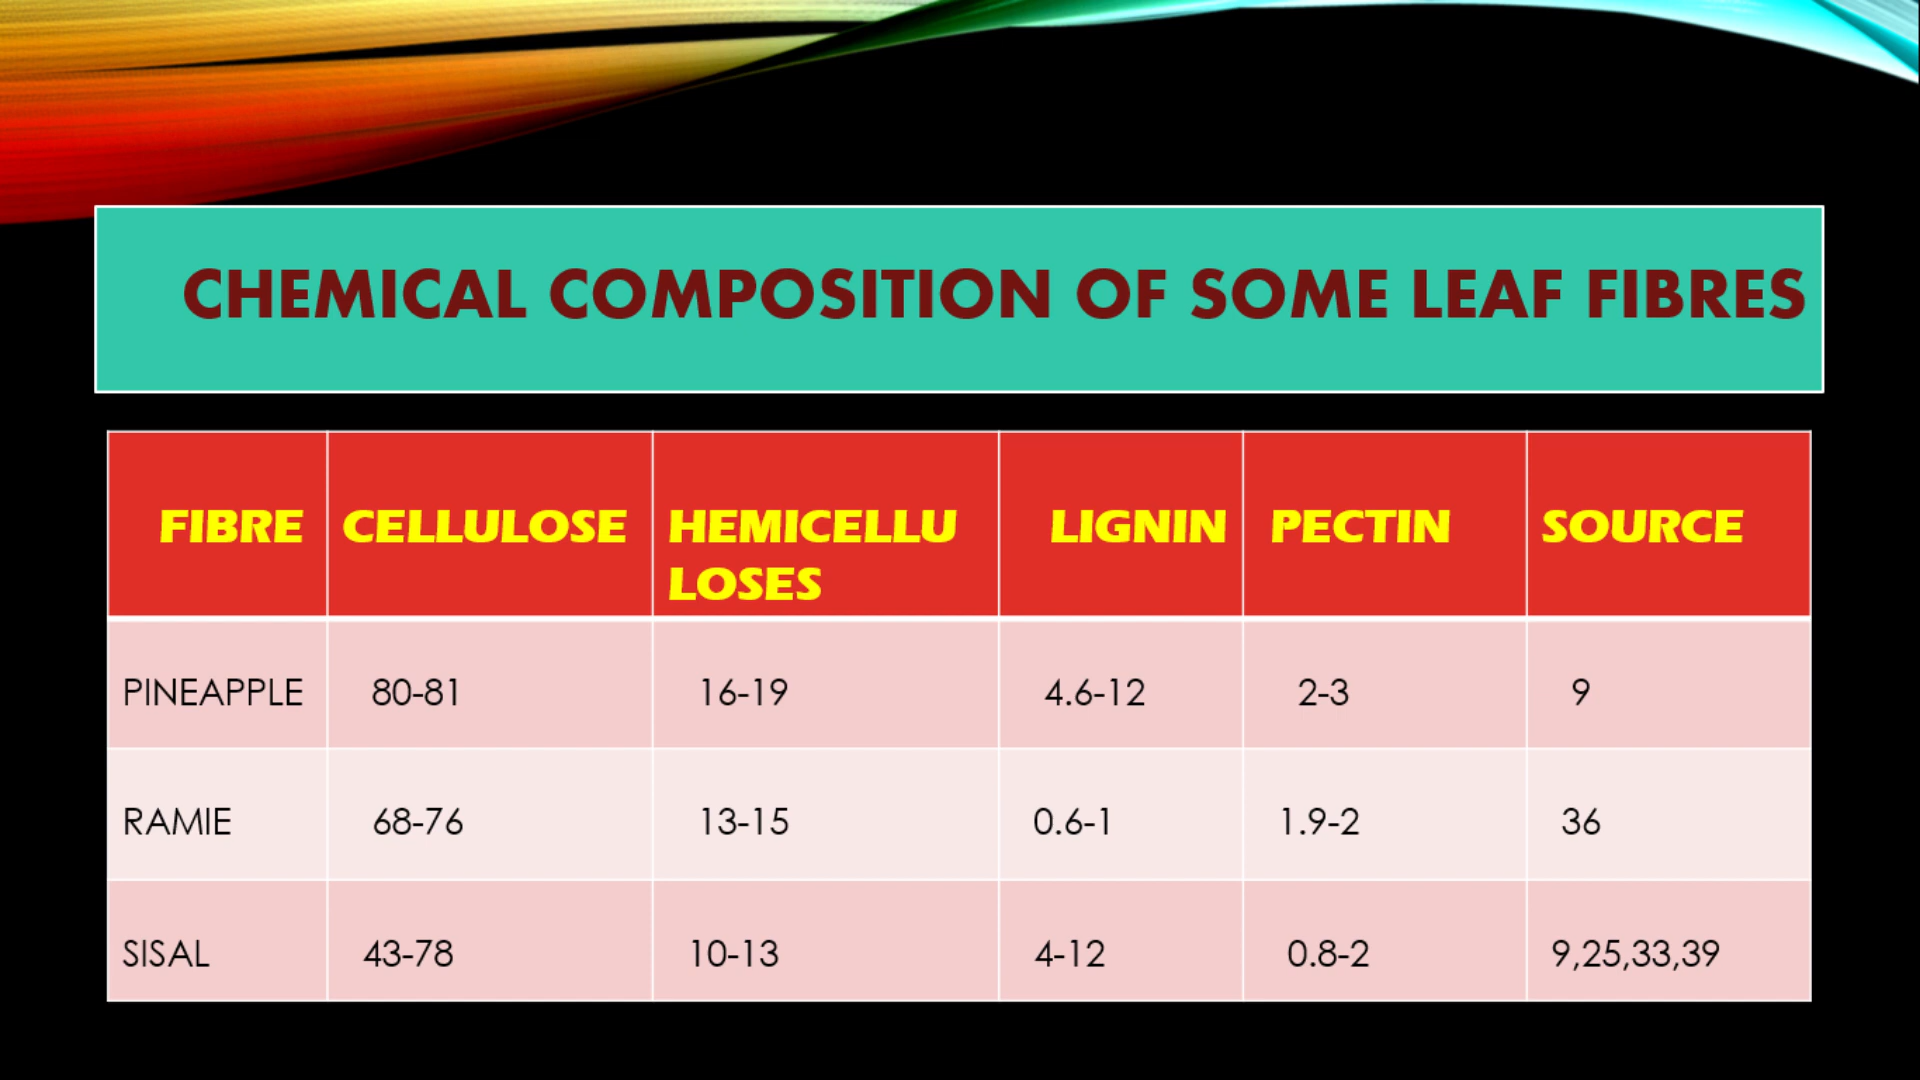 CHEMICAL COMPOSITION OF SOME LEAF FIBRES
FIBRE CELLULOSE HEMICELLU LIGNIN PECTIN SOURCE
LOSES
PINEAPPLE 80-81 16-19 4.6-12 2-3 9
RAMIE 68-76 13-15 0.6-1 1.9-2 36
SISAL 43-78 10-13 4-12 0.8-2 9,25,33,39